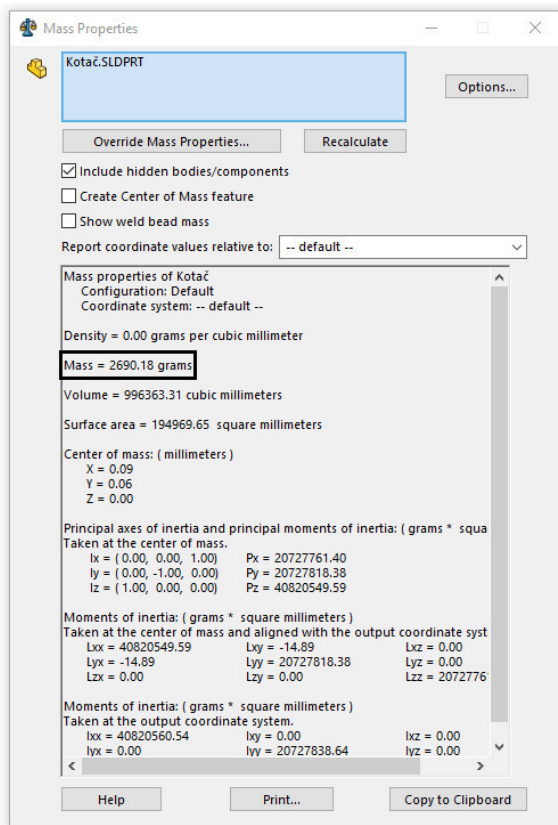 Mass Properties
Kotač.SLDPRT
Options...
Override Mass Properties...
Recalculate
Include hidden bodies/components
Create Center of Mass feature
Show weld bead mass
Report coordinate values relative to: -- default --
Mass properties of Kotač
Configuration: Default
Coordinate system: -- default --
Density = 0.00 grams per cubic millimeter
Mass = 2690.18 grams
Volume = 996363.31 cubic millimeters
Surface area = 194969.65 square millimeters
Center of mass: ( millimeters )
X = 0.09
Y = 0.06
Z = 0.00
Principal axes of inertia and principal moments of inertia: ( grams * squa
Taken at the center of mass.
Ix = ( 0.00, 0.00, 1.00) Px = 20727761.40
Iy = ( 0.00, -1.00, 0.00) Py = 20727818.38
Iz = ( 1.00, 0.00, 0.00) Pz = 40820549.59
Moments of inertia: ( grams * square millimeters )
Taken at the center of mass and aligned with the output coordinate syst
Lxx = 40820549.59 Lxy = -14.89 Lxz = 0.00
Lyx = -14.89 Lyy = 20727818.38 Lyz = 0.00
Lzx = 0.00 Lzy = 0.00 Lzz = 2072776
Moments of inertia: ( grams * square millimeters )
Taken at the output coordinate system.
Ixx = 40820560.54 Ixy = 0.00 Ixz = 0.00
Iyx = 0.00 Iyy = 20727838.64 Iyz = 0.00
Help
Print...
Copy to Clipboard